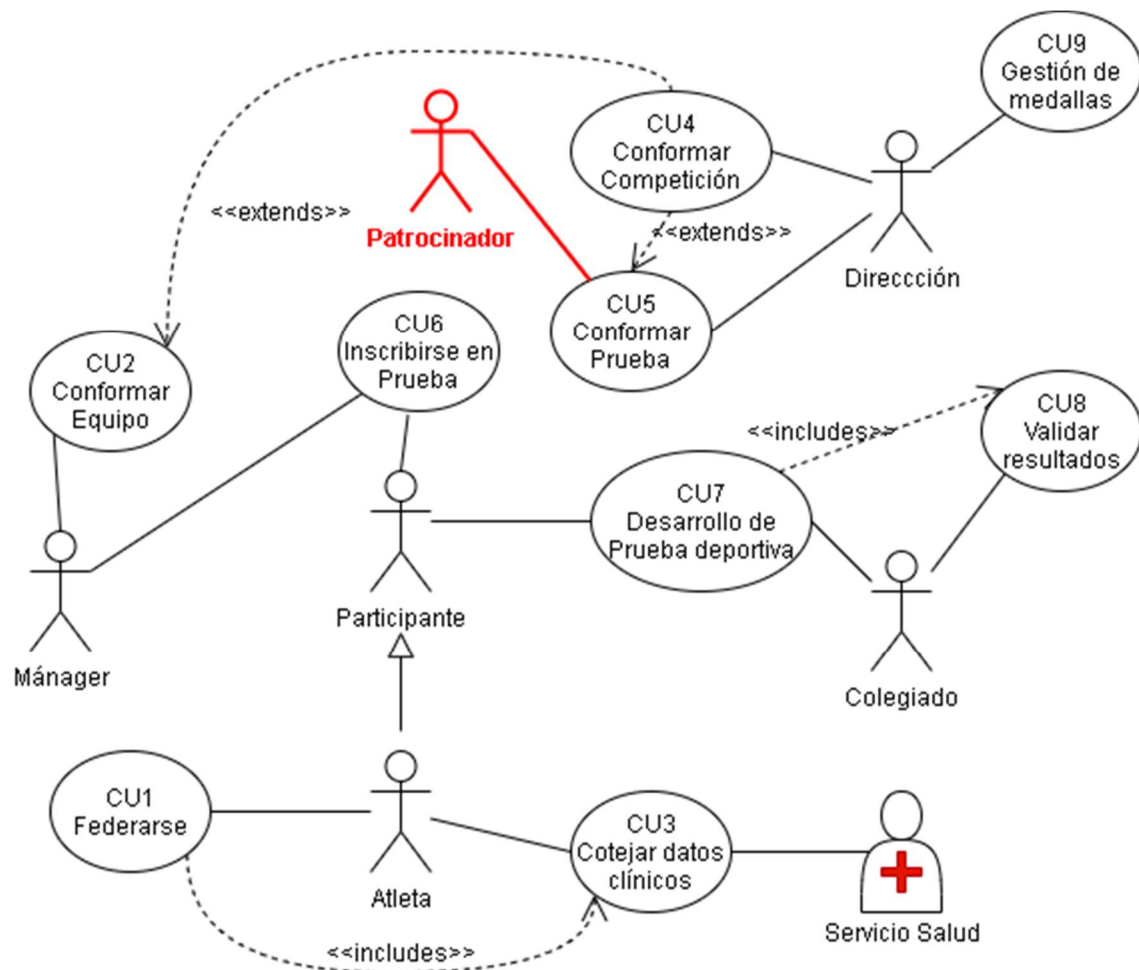 CU9
Gestión de
medallas
CU4
Conformar
Competición
<<extends>>
Patrocinador
<<extends>>
Direccción
CU5
Conformar
Prueba
CU6
Inscribirse en
Prueba
CU2
Conformar
Equipo
CU8
Validar
resultados
<<includes>>
CU7
Desarrollo de
Prueba deportiva
Participante
Mánager
Colegiado
CU1
Federarse
CU3
Cotejar datos
clínicos
Atleta
Servicio Salud
<<includes>>